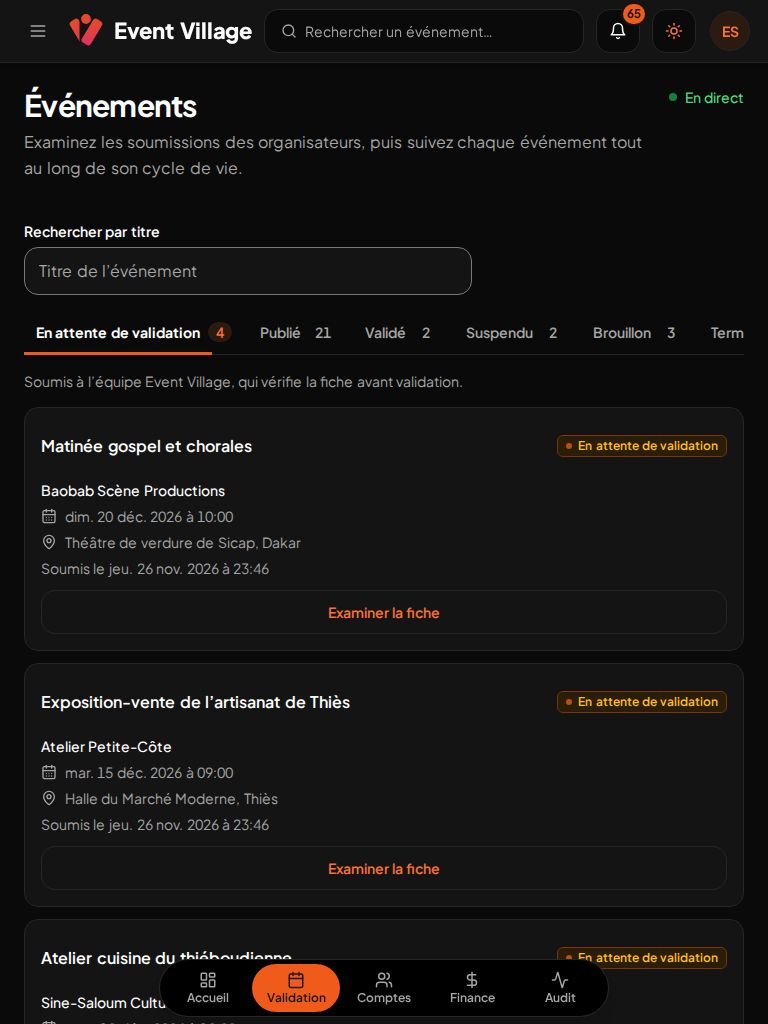 Event Village
Rechercher un événement...
65
ES
Événements
En direct
Examinez les soumissions des organisateurs, puis suivez chaque événement tout
au long de son cycle de vie.
Rechercher par titre
Titre de l’événement
En attente de validation 4 Publié 21 Validé 2 Suspendu 2 Brouillon 3 Term
Soumis à l’équipe Event Village, qui vérifie la fiche avant validation.
Matinée gospel et chorales
En attente de validation
Baobab Scène Productions
dim. 20 déc. 2026 à 10:00
Théâtre de verdure de Sicap, Dakar
Soumis le jeu. 26 nov. 2026 à 23:46
Examiner la fiche
Exposition-vente de l’artisanat de Thiès
En attente de validation
Atelier Petite-Côte
mar. 15 déc. 2026 à 09:00
Halle du Marché Moderne, Thiès
Soumis le jeu. 26 nov. 2026 à 23:46
Examiner la fiche
Atelier cuisine du thiéboudienne
En attente de validation
Sine-Saloum Cultu
Accueil Validation Comptes Finance Audit